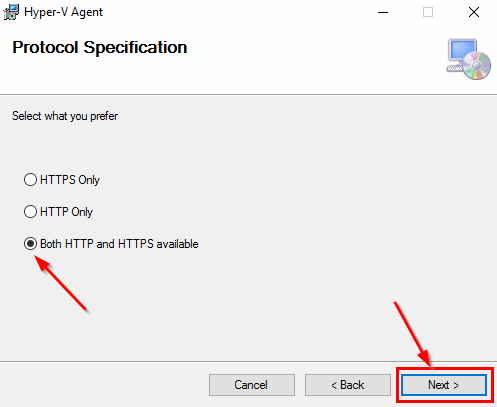 Hyper-V Agent
Protocol Specification
Select what you prefer
HTTPS Only
HTTP Only
Both HTTP and HTTPS available
Cancel
< Back
Next >